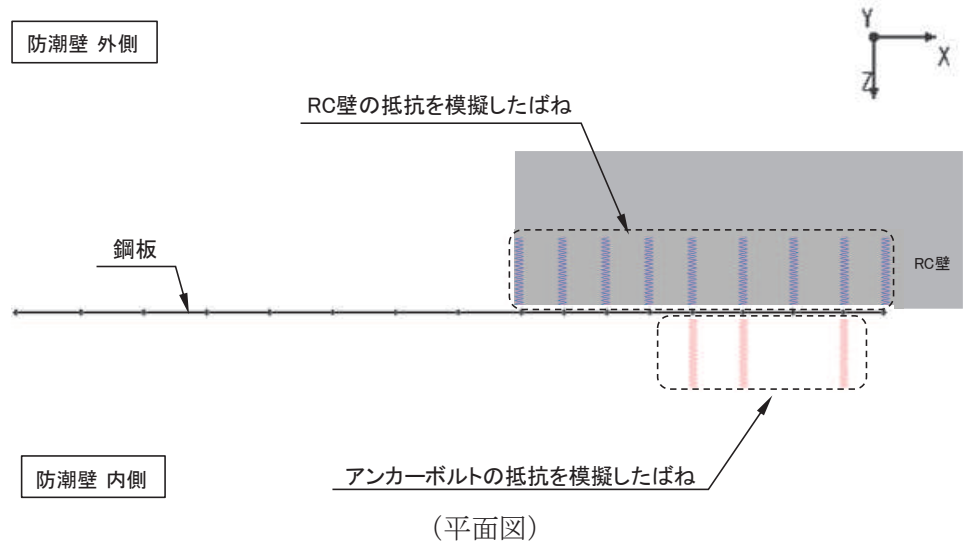 防潮壁 外側
Y
X
Z
RC壁の抵抗を模擬したばね
鋼板
RC壁
防潮壁 内側
アンカーボルトの抵抗を模擬したばね
(平面図)